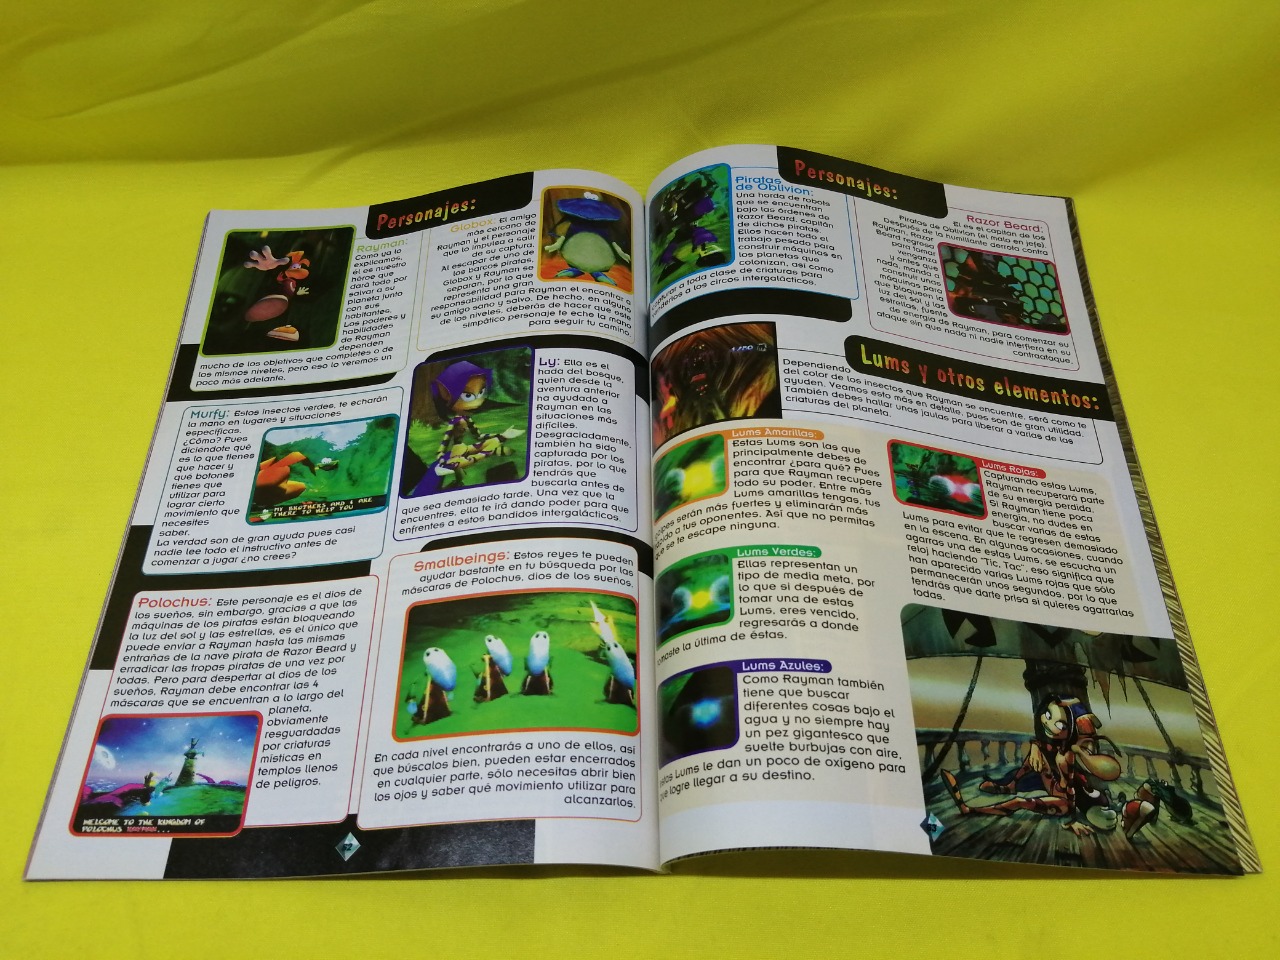 Personajes:
Rayman:
Como ya lo
explicamos,
él es nuestro
héroe que
dará todo por
salvar a su
planeta junto
con sus
habitantes.
Los poderes y
habilidades
de Rayman
dependen
mucho de los objetivos que completes o de
los mismos niveles, pero eso lo veremos un
poco más adelante.
Globox: El amigo
más cercano de
Rayman y el personaje
que lo impulsa a salir
de su captura.
Al escapar de uno de
los barcos piratas,
Globox y Rayman se
separan, por lo que
representa una gran
responsabilidad para Rayman el encontrar a
su amigo sano y salvo. De hecho, en alguno
de los niveles, deberás de hacer que este
simpático personaje te eche la mano
para seguir tu camino
Murfy: Estos insectos verdes, te echarán
la mano en lugares y situaciones
específicas.
¿Cómo? Pues
diciéndote qué
es lo que tienes
que hacer y
que botones
tienes que
utilizar para
lograr cierto
movimiento que
necesites
saber.
La verdad son de gran ayuda pues casi
nadie lee todo el instructivo antes de
comenzar a jugar ¿no crees?
MY BROTHERS AND I ARE
THERE TO HELP YOU
Ly: Ella es el
hada del bosque,
quien desde la
aventura anterior
ha ayudado a
Rayman en las
situaciones más
difíciles.
Desgraciadamente,
también ha sido
capturada por los
piratas, por lo que
tendrás que
buscarla antes de
que sea demasiado tarde. Una vez que la
encuentres, ella te irá dando poder para que
enfrentes a estos bandidos intergalácticos.
Polochus: Este personaje es el dios de
los sueños, sin embargo, gracias a que las
máquinas de los piratas están bloqueando
la luz del sol y las estrellas, es el único que
puede enviar a Rayman hasta las mismas
entrañas de la nave pirata de Razor Beard y
erradicar las tropas piratas de una vez por
todas. Pero para despertar al dios de los
sueños, Rayman debe encontrar las 4
máscaras que se encuentran a lo largo del
planeta,
obviamente
resguardadas
por criaturas
místicas en
templos llenos
de peligros.
WELCOME TO THE KINGDOM OF
POLOCHUS RAYMAN...
Smallbeings: Estos reyes te pueden
ayudar bastante en tu búsqueda por las
máscaras de Polochus, dios de los sueños.
En cada nivel encontrarás a uno de ellos, así
que búscalos bien, pueden estar encerrados
en cualquier parte, sólo necesitas abrir bien
los ojos y saber qué movimiento utilizar para
alcanzarlos.
Personajes:
Piratas
de Oblivion:
Una horda de robots
que se encuentran
bajo las órdenes de
Razor Beard, capitán
de dichos piratas.
Ellos hacen todo el
trabajo pesado para
construir máquinas en
los planetas que
colonizan, así como
a toda clase de criaturas para
a los circos intergalácticos.
Razor Beard:
El es el capitán de los
Piratas de Oblivion (el malo en jefe).
Después de la humillante derrota contra
Rayman, Razor
Beard regresa
para tomar
venganza
y antes que
nada, manda a
construir unas
máquinas para
que bloqueen la
luz del sol y las
estrellas, fuente
de energía de Rayman, para comenzar su
ataque sin que nada ni nadie interfiera en su
contraataque.
Lums y otros elementos:
Dependiendo
del color de los insectos que Rayman se encuentre, será como te
ayuden. Veamos esto más en detalle, pues son de gran utilidad.
También debes hallar unas jaulas, para liberar a varias de las
criaturas del planeta.
Lums Amarillas:
Estas Lums son las que
principalmente debes de
encontrar ¿para qué? Pues
para que Rayman recupere
todo su poder. Entre más
Lums amarillas tengas, tus
golpes serán más fuertes y eliminarán más
rápido a tus oponentes. Así que no permitas
que se te escape ninguna.
Lums Verdes:
Ellas representan un
tipo de media meta, por
lo que si después de
tomar una de estas
Lums, eres vencido,
regresarás a donde
tomaste la última de éstas.
Lums Azules:
Como Rayman también
tiene que buscar
diferentes cosas bajo el
agua y no siempre hay
un pez gigantesco que
suelte burbujas con aire,
estas Lums le dan un poco de oxígeno para
que logre llegar a su destino.
Lums Rojas:
Capturando estas Lums,
Rayman recuperará parte
de su energía perdida.
Si Rayman tiene poca
energía, no dudes en
buscar varias de estas
Lums para evitar que te regresen demasiado
en la escena. En algunas ocasiones, cuando
agarras una de estas Lums, se escucha un
reloj haciendo "Tic, Tac", eso significa que
han aparecido varias Lums rojas que sólo
permanecerán unos segundos, por lo que
tendrás que darte prisa si quieres agarrarlas
todas.
52
53